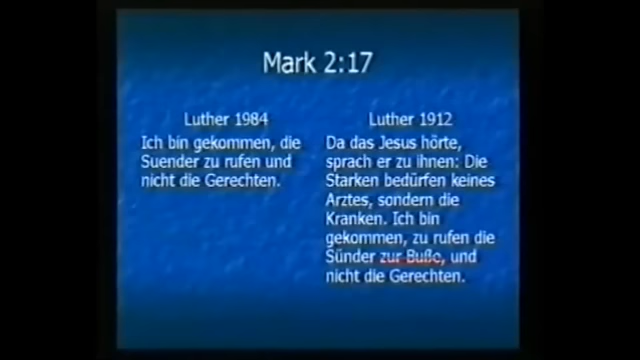 Mark 2:17
Luther 1984
Ich bin gekommen, die
Suender zu rufen und
nicht die Gerechten.
Luther 1912
Da das Jesus hörte,
sprach er zu ihnen: Die
Starken bedürfen keines
Arztes, sondern die
Kranken. Ich bin
gekommen, zu rufen die
Sünder zur Buße, und
nicht die Gerechten.